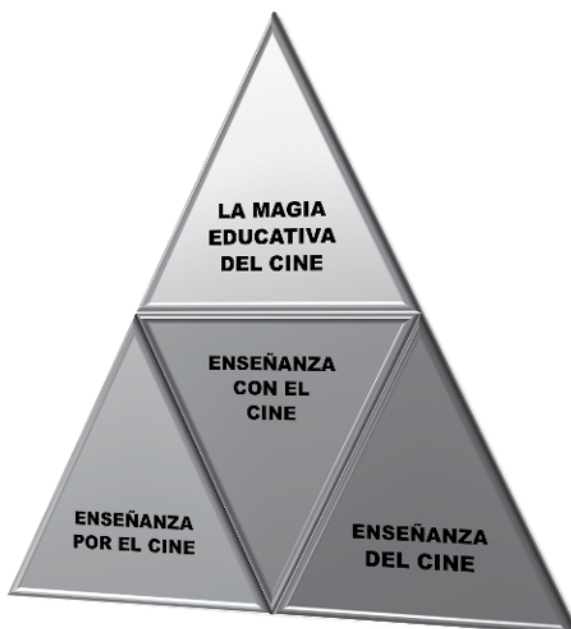 LA MAGIA
EDUCATIVA
DEL CINE
ENSEÑANZA
CON EL
CINE
ENSEÑANZA
POR EL CINE
ENSEÑANZA
DEL CINE